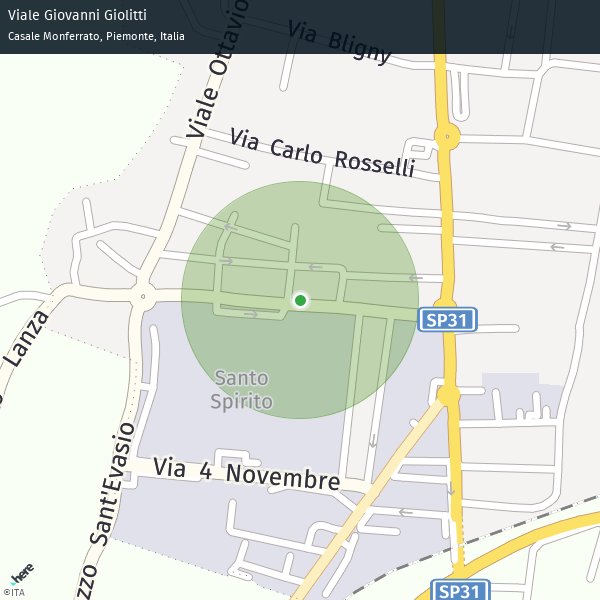 Viale Giovanni Giolitti
Casale Monferrato, Piemonte, Italia
Via Bligny
Viale Ottavio
Via Carlo Rosselli
SP31
Lanza
Santo
Spirito
Via 4 Novembre
zzo Sant'Evasio
SP31
here
©ITA